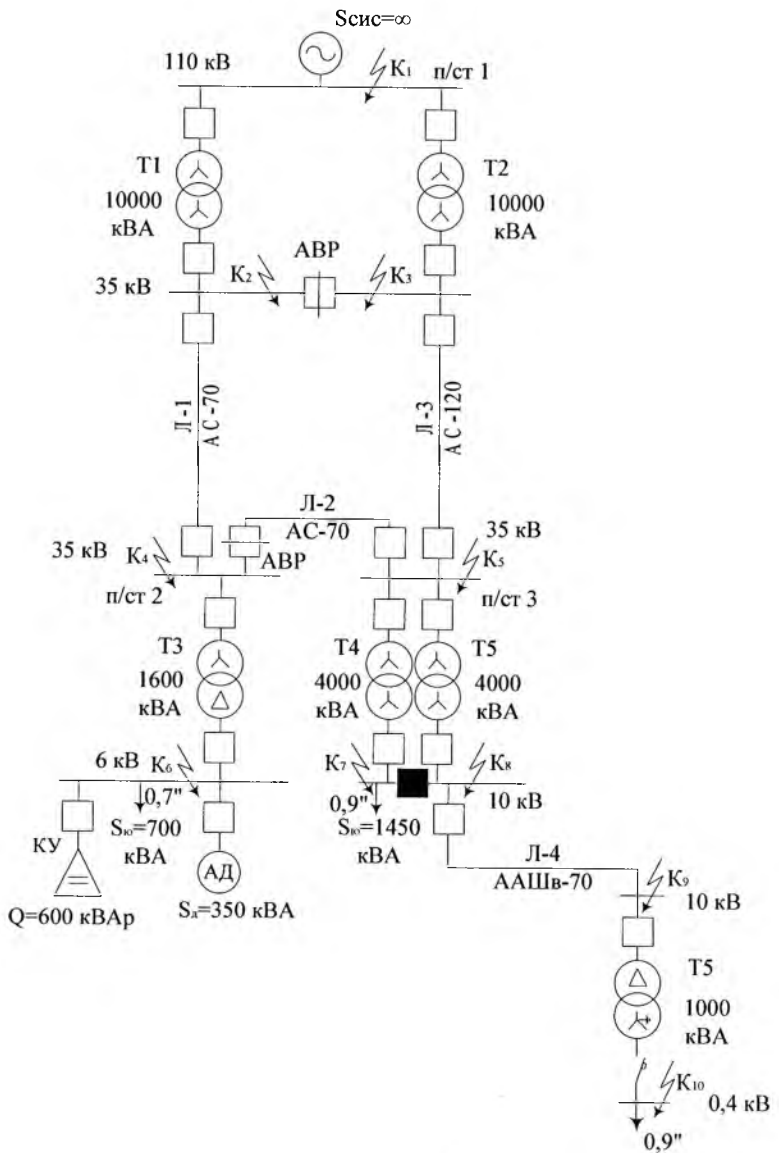 Sсис=∞
110 кВ
K₁
п/ст 1
T1
10000
кВА
T2
10000
кВА
АВР
K₂
K₃
35 кВ
Л-1
АС-70
Л-3
АС-120
Л-2
АС-70
35 кВ
K₄
АВР
35 кВ
K₅
п/ст 2
п/ст 3
T3
1600
кВА
T4
4000
кВА
T5
4000
кВА
6 кВ
K₆
K₇
K₈
0,7"
0,9"
10 кВ
Sю=700
кВА
Sю=1450
кВА
КУ
АД
Q=600 кВАр
Sд=350 кВА
Л-4
ААШв-70
K₉
10 кВ
T5
1000
кВА
K₁₀
0,4 кВ
0,9"